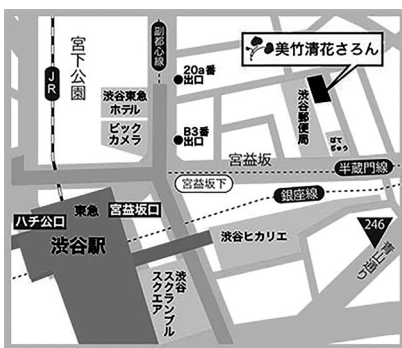 副都心線
美竹清花さろん
宮下公園
JR
20a番
出口
渋谷東急
ホテル
ビック
カメラ
B3番
出口
渋谷郵便局
ぽて
ぢゅう
宮益坂
半蔵門線
宮益坂下
銀座線
ハチ公口
東急
宮益坂口
渋谷駅
渋谷ヒカリエ
246
青山通り
渋谷
スクランブル
スクエア